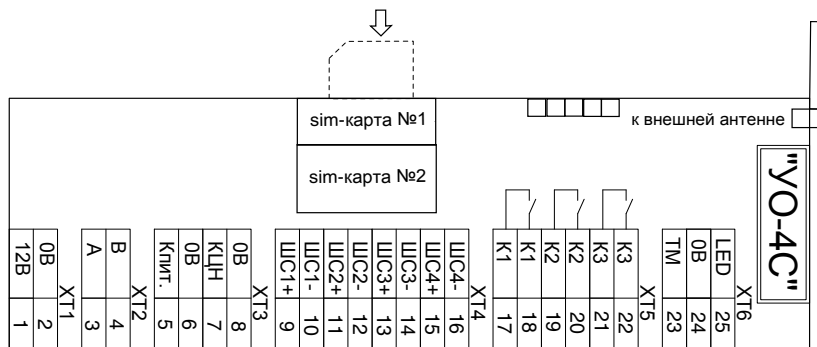 sim-карта №1
sim-карта №2
к внешней антенне
"УО-4С"
12В 1
0В 2
XT1
A 3
B 4
XT2
Кпит. 5
0В 6
КЦН 7
0В 8
XT3
ШС1+ 9
ШС1- 10
ШС2+ 11
ШС2- 12
ШС3+ 13
ШС3- 14
ШС4+ 15
ШС4- 16
XT4
К1 17
К1 18
К2 19
К2 20
К3 21
К3 22
XT5
ТМ 23
0В 24
LED 25
XT6